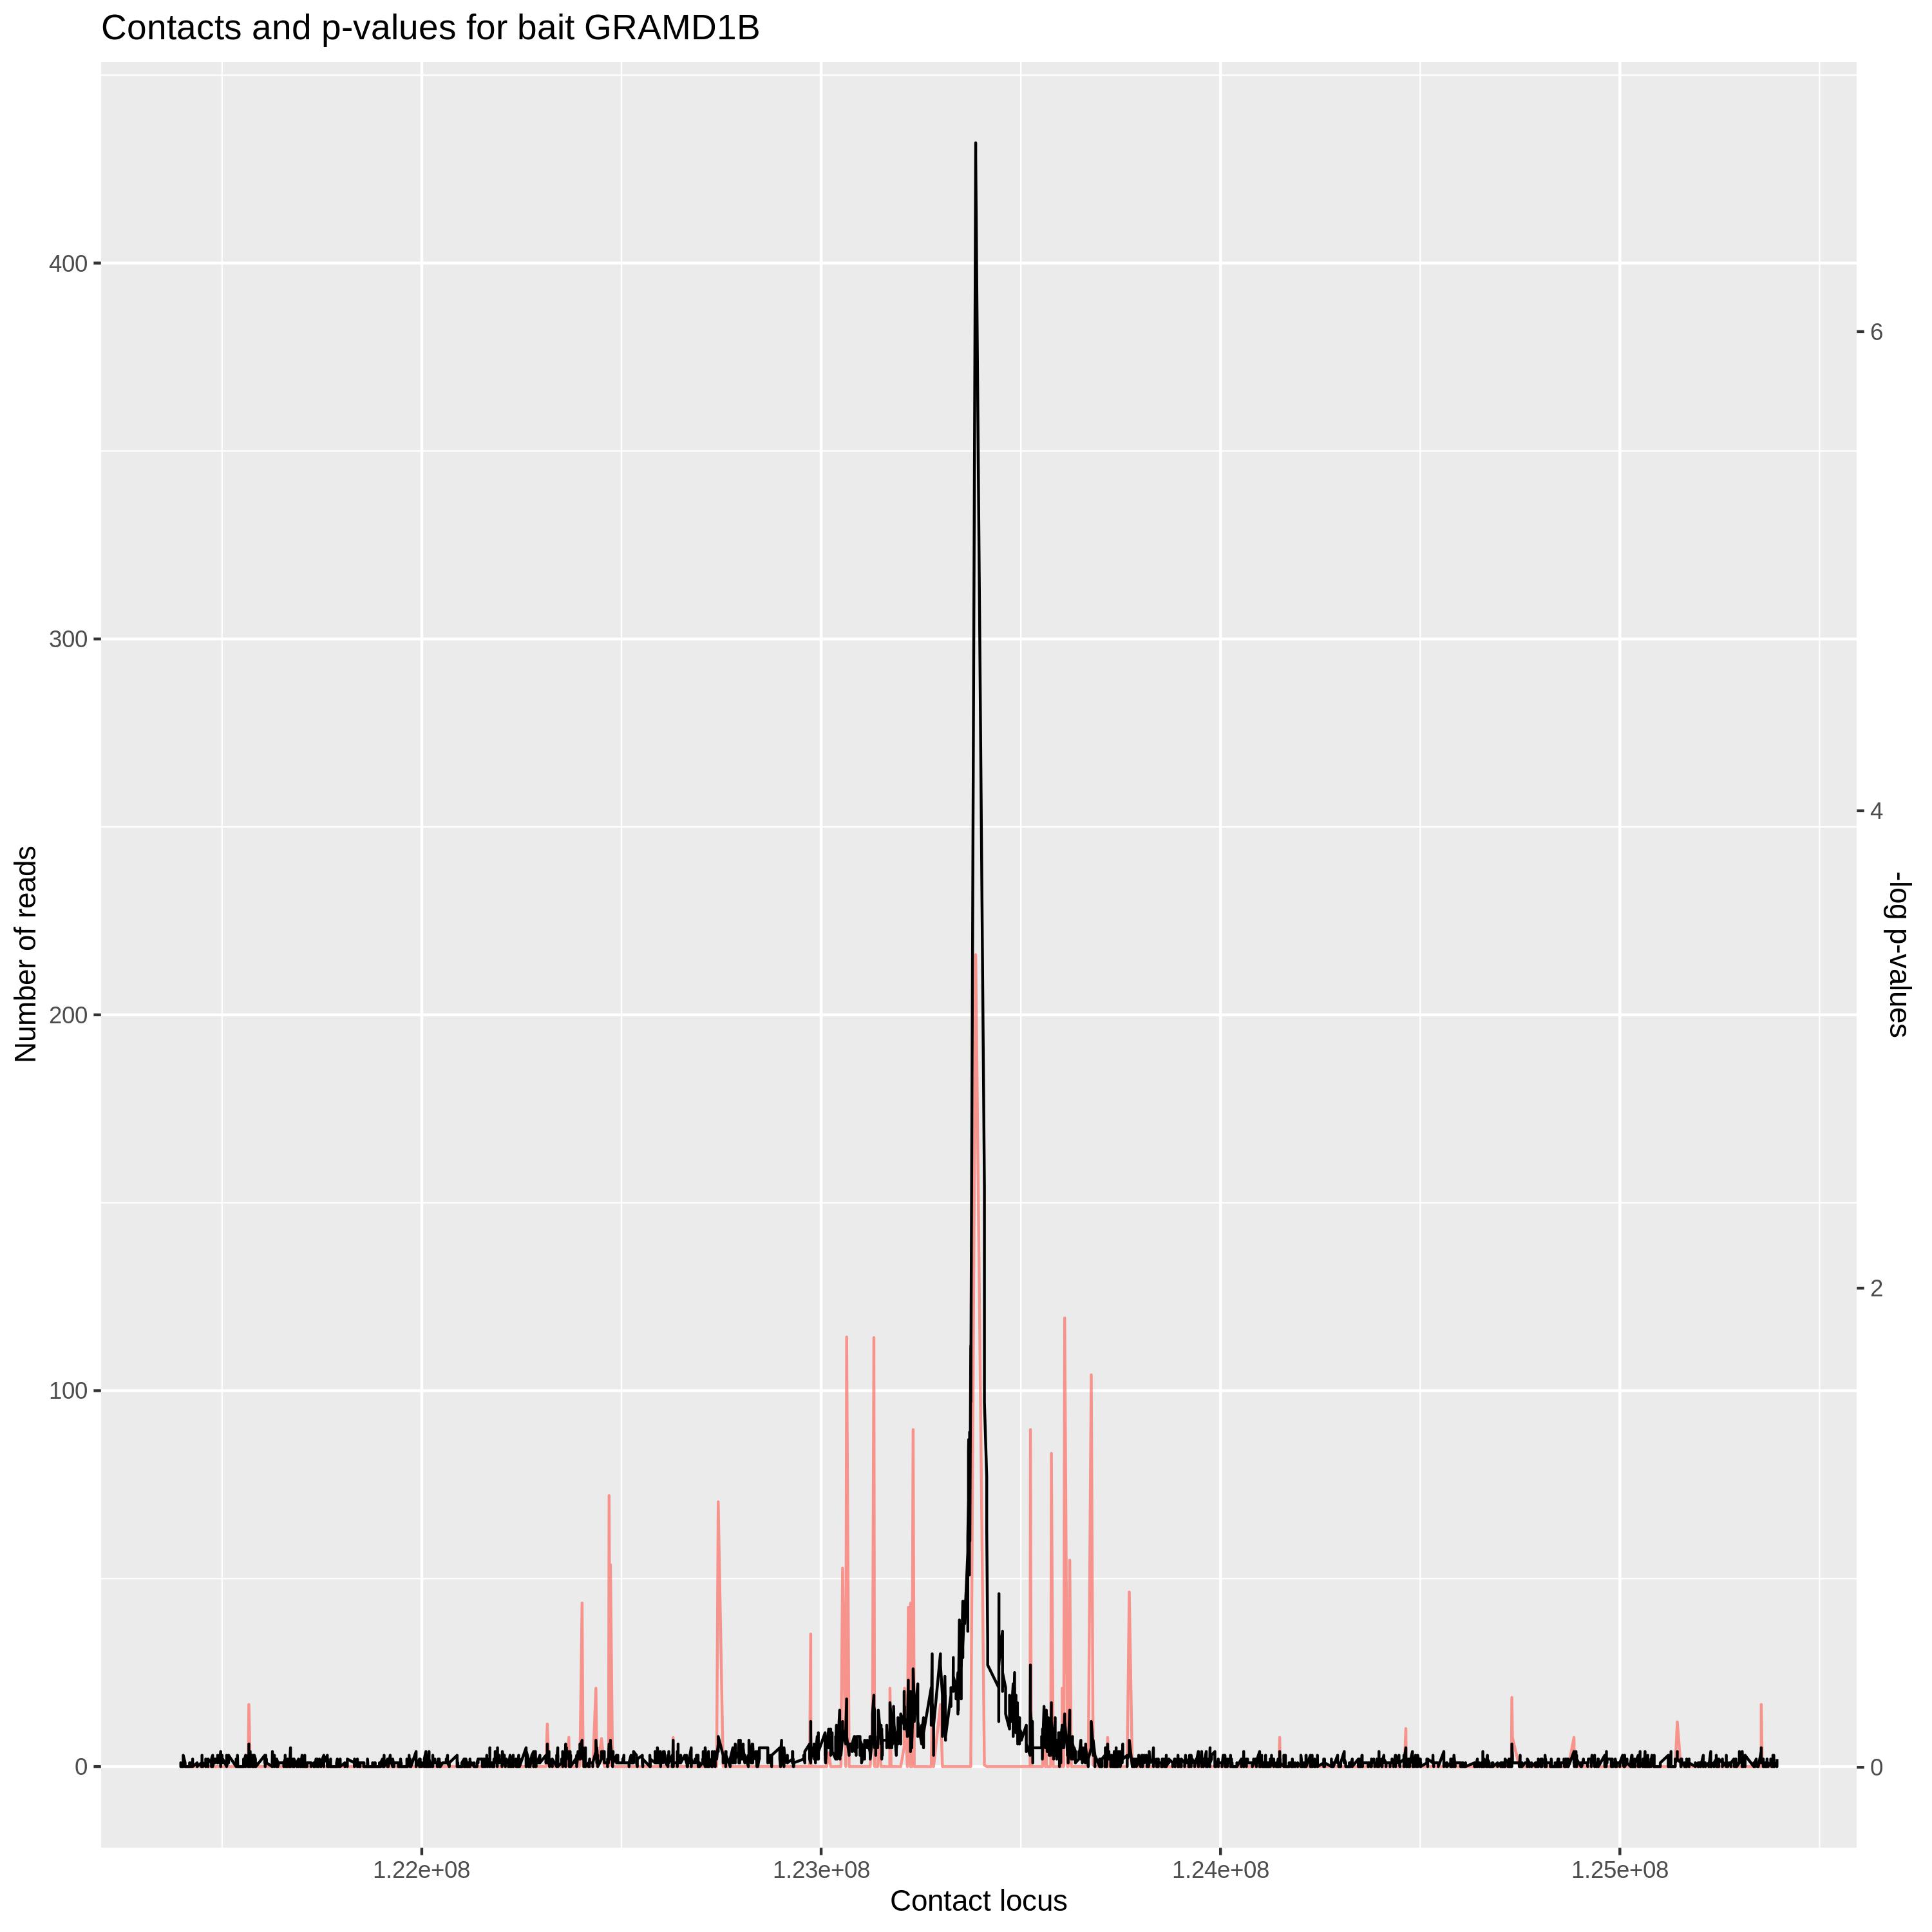 Contacts and p-values for bait GRAMD1B
400
300
200
100
0
Number of reads
6
4
2
0
-log p-values
1.22e+08
1.23e+08
1.24e+08
1.25e+08
Contact locus